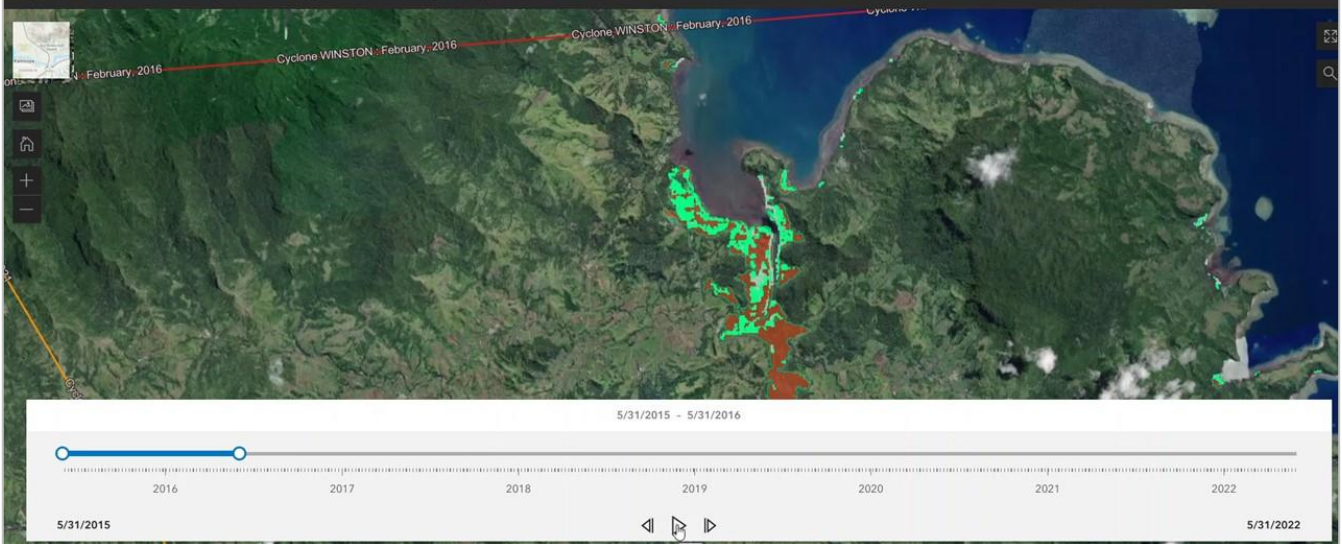 Cyclone WINSTON : February, 2016
Cyclone WINSTON : February, 2016
: February, 2016
5/31/2015 - 5/31/2016
2016 2017 2018 2019 2020 2021 2022
5/31/2015 5/31/2022